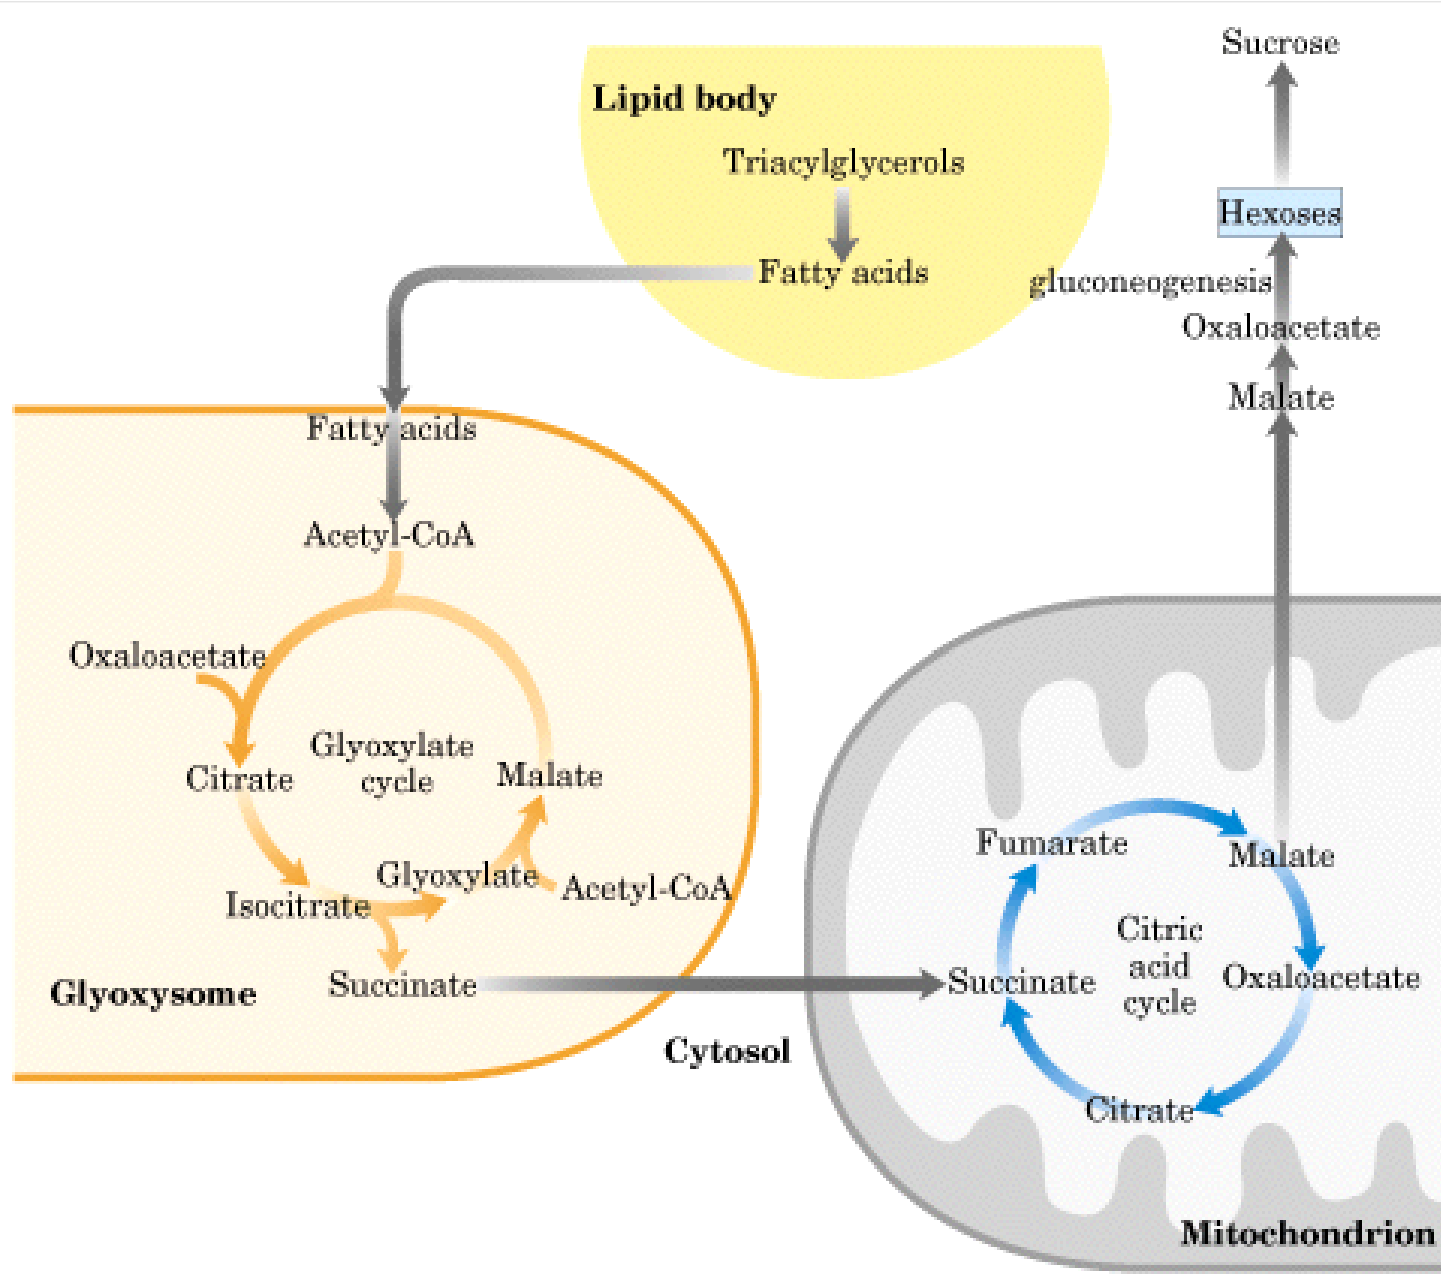 Sucrose
Lipid body
Triacylglycerols
Hexoses
Fatty acids
gluconeogenesis
Oxaloacetate
Malate
Fatty acids
Acetyl-CoA
Oxaloacetate
Glyoxylate
cycle
Citrate
Malate
Glyoxylate
Acetyl-CoA
Isocitrate
Succinate
Glyoxysome
Cytosol
Fumarate
Malate
Citric
acid
cycle
Succinate
Oxaloacetate
Citrate
Mitochondrion